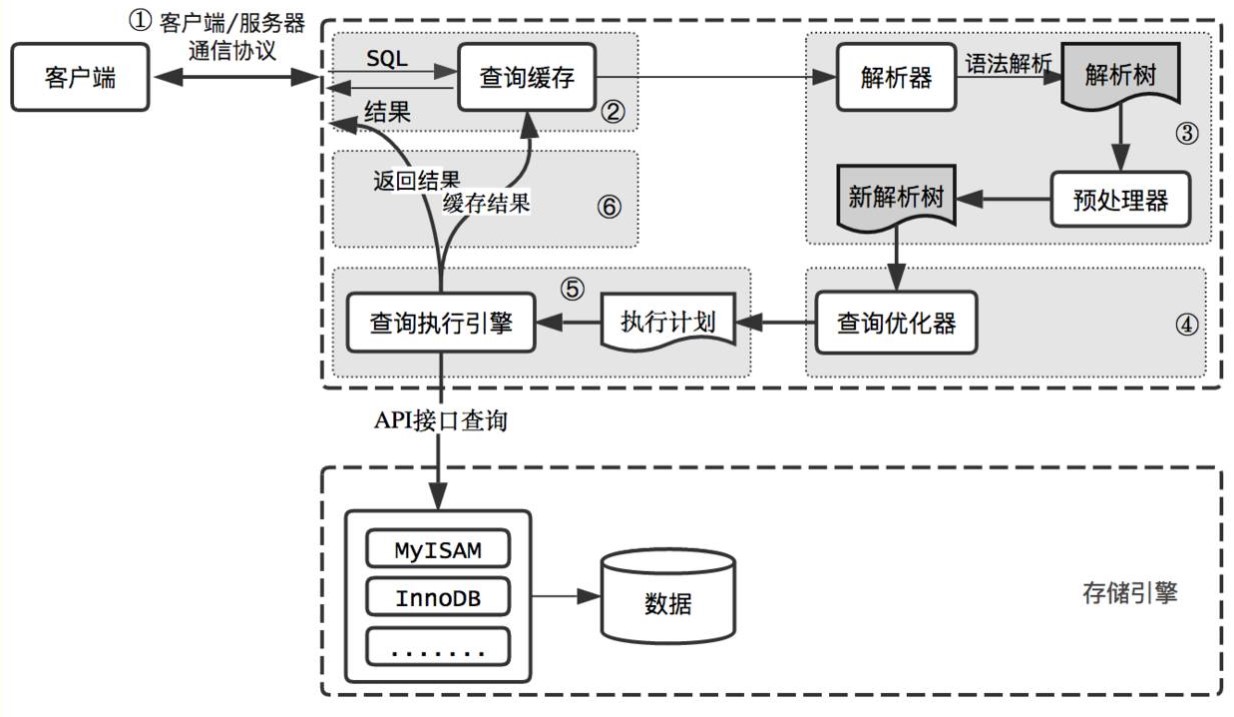 ① 客户端/服务器
通信协议
客户端
SQL
查询缓存
结果
②
解析器
语法解析
解析树
③
返回结果
缓存结果
⑥
新解析树
预处理器
查询执行引擎
⑤
执行计划
查询优化器
④
API接口查询
MyISAM
InnoDB
.......
数据
存储引擎